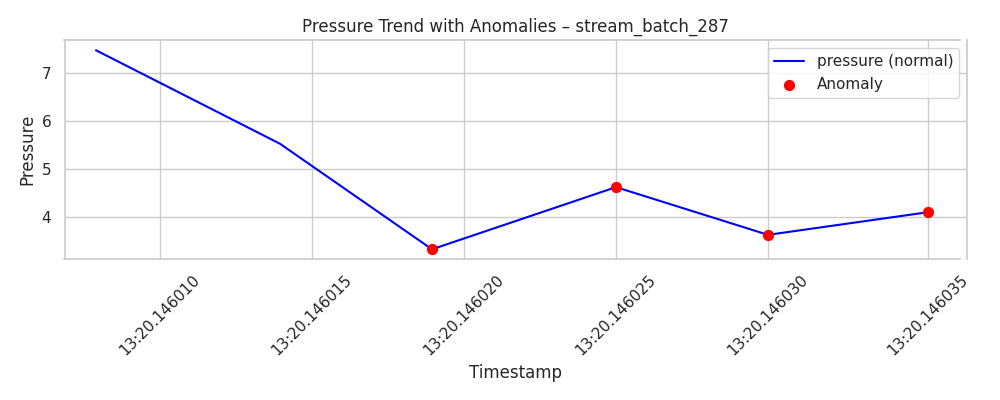 Pressure Trend with Anomalies – stream_batch_287
pressure (normal)
Anomaly
Pressure
7
6
5
4
13:20.146010
13:20.146015
13:20.146020
13:20.146025
13:20.146030
13:20.146035
Timestamp